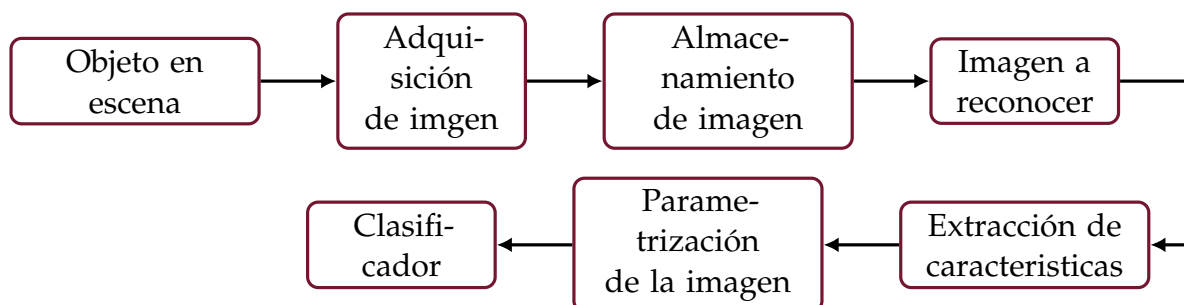 Objeto en
escena
Adqui-
sición
de imgen
Almace-
namiento
de imagen
Imagen a
reconocer
Extracción de
caracteristicas
Parame-
trización
de la imagen
Clasifi-
cador